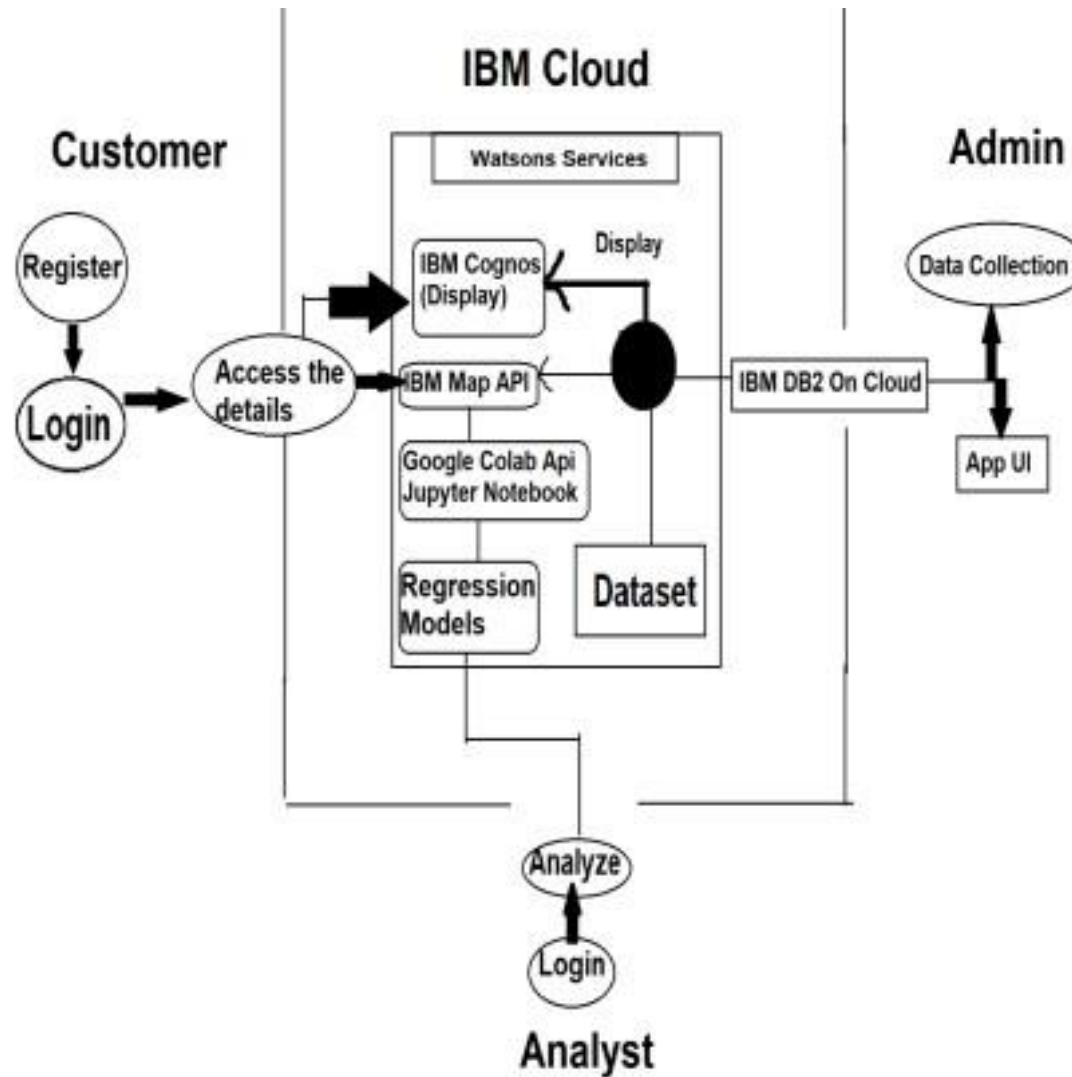 IBM Cloud
Customer
Admin
Watsons Services
Register
IBM Cognos
(Display)
Display
Data Collection
Login
Access the
details
IBM Map API
IBM DB2 On Cloud
App UI
Google Colab Api
Jupyter Notebook
Regression
Models
Dataset
Analyze
Login
Analyst